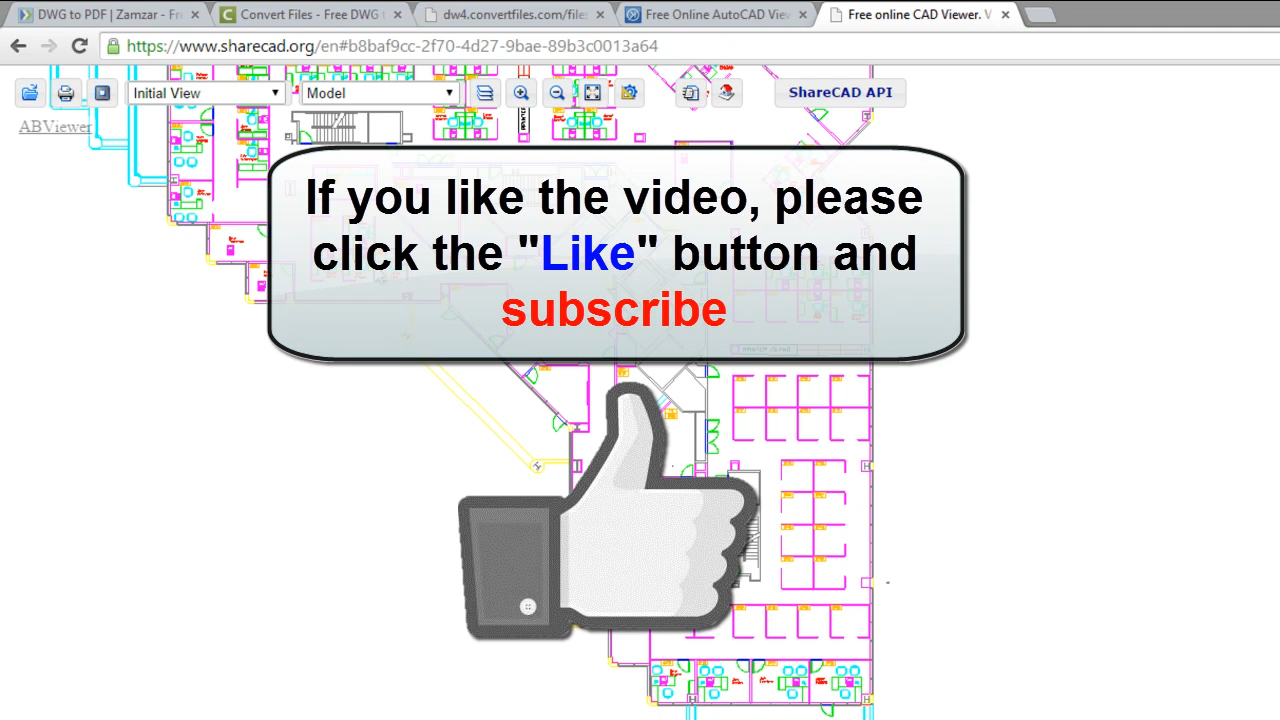 DWG to PDF | Zamzar - Fre
Convert Files - Free DWG t
dw4.convertfiles.com/files
Free Online AutoCAD View
Free online CAD Viewer. V
https://www.sharecad.org/en#b8baf9cc-2f70-4d27-9bae-89b3c0013a64
Initial View
Model
ShareCAD API
ABViewer
If you like the video, please
click the "Like" button and
subscribe